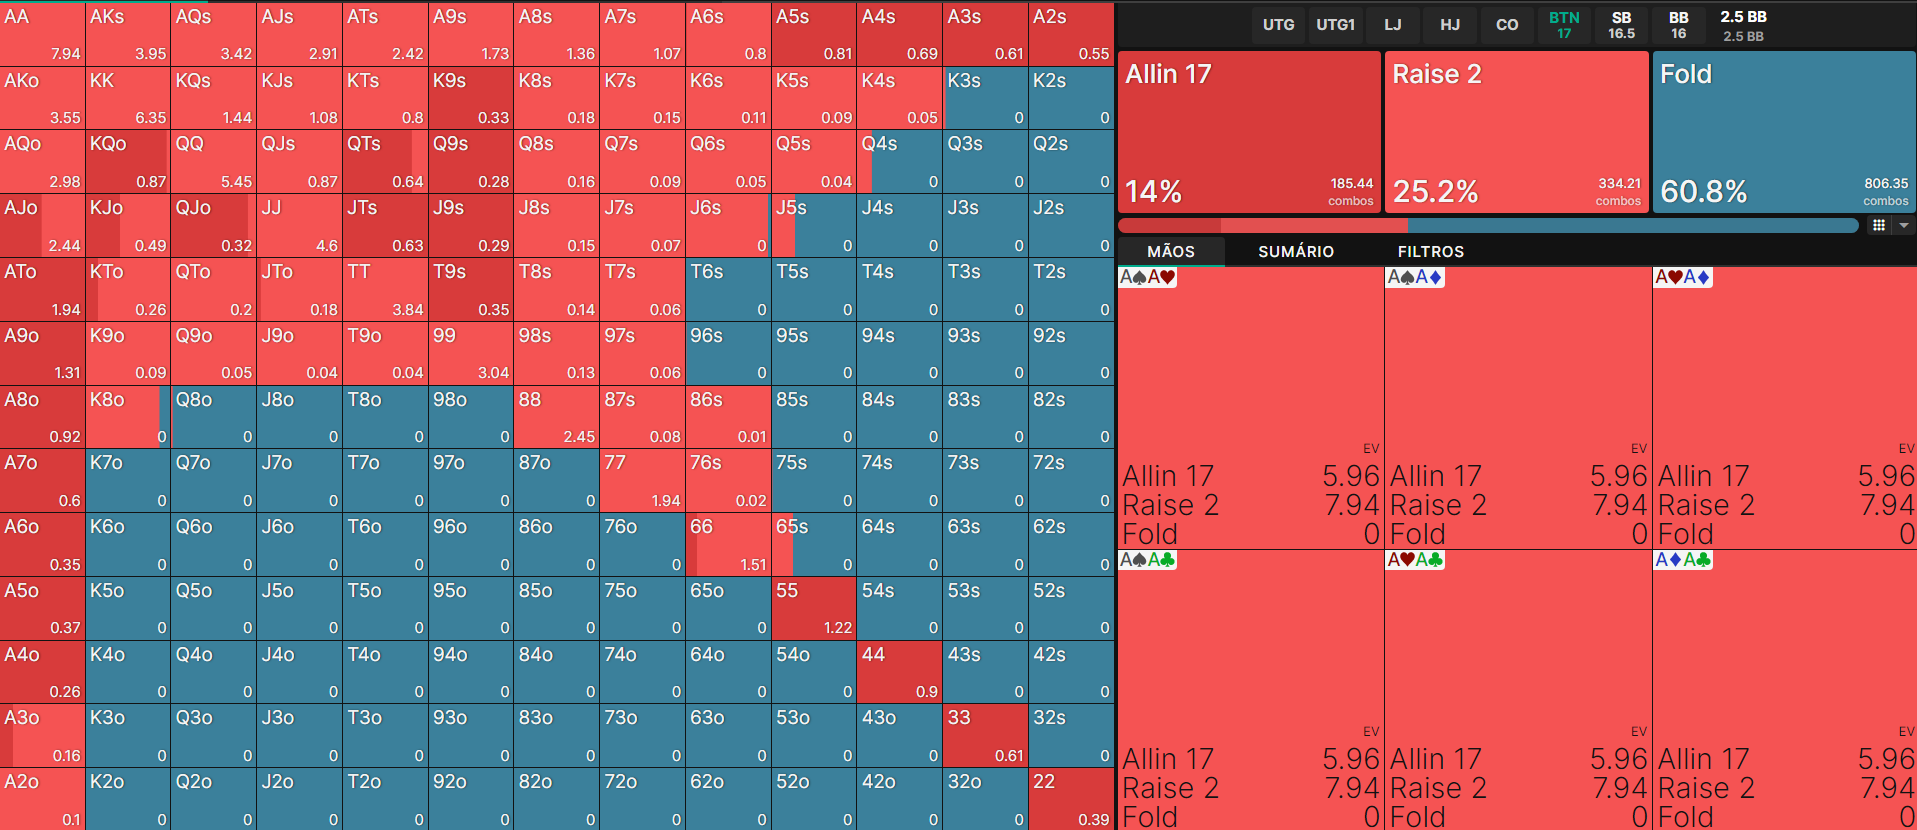 AA AKs AQs AJs ATs A9s A8s A7s A6s A5s A4s A3s A2s
7.94 3.95 3.42 2.91 2.42 1.73 1.36 1.07 0.8 0.81 0.69 0.61 0.55
AKo KK KQs KJs KTs K9s K8s K7s K6s K5s K4s K3s K2s
3.55 6.35 1.44 1.08 0.8 0.33 0.18 0.15 0.11 0.09 0.05 0 0
AQo KQo QQ QJs QTs Q9s Q8s Q7s Q6s Q5s Q4s Q3s Q2s
2.98 0.87 5.45 0.87 0.64 0.28 0.16 0.09 0.05 0.04 0 0 0
AJo KJo QJo JJ JTs J9s J8s J7s J6s J5s J4s J3s J2s
2.44 0.49 0.32 4.6 0.63 0.29 0.15 0.07 0 0 0 0 0
ATo KTo QTo JTo TT T9s T8s T7s T6s T5s T4s T3s T2s
1.94 0.26 0.2 0.18 3.84 0.35 0.14 0.06 0 0 0 0 0
A9o K9o Q9o J9o T9o 99 98s 97s 96s 95s 94s 93s 92s
1.31 0.09 0.05 0.04 0.04 3.04 0.13 0.06 0 0 0 0 0
A8o K8o Q8o J8o T8o 98o 88 87s 86s 85s 84s 83s 82s
0.92 0 0 0 0 0 2.45 0.08 0.01 0 0 0 0
A7o K7o Q7o J7o T7o 97o 87o 77 76s 75s 74s 73s 72s
0.6 0 0 0 0 0 0 1.94 0.02 0 0 0 0
A6o K6o Q6o J6o T6o 96o 86o 76o 66 65s 64s 63s 62s
0.35 0 0 0 0 0 0 0 1.51 0 0 0 0
A5o K5o Q5o J5o T5o 95o 85o 75o 65o 55 54s 53s 52s
0.37 0 0 0 0 0 0 0 0 1.22 0 0 0
A4o K4o Q4o J4o T4o 94o 84o 74o 64o 54o 44 43s 42s
0.26 0 0 0 0 0 0 0 0 0 0.9 0 0
A3o K3o Q3o J3o T3o 93o 83o 73o 63o 53o 43o 33 32s
0.16 0 0 0 0 0 0 0 0 0 0 0.61 0
A2o K2o Q2o J2o T2o 92o 82o 72o 62o 52o 42o 32o 22
0.1 0 0 0 0 0 0 0 0 0 0 0 0.39
UTG UTG1 LJ HJ CO BTN SB BB 2.5 BB
17 16.5 16 2.5 BB
Allin 17 Raise 2 Fold
14% 185.44 25.2% 334.21 60.8% 806.35
combos combos combos
MÃOS SUMÁRIO FILTROS
A♠A♥ A♠A♦ A♥A♦
EV EV EV
Allin 17 5.96 Allin 17 5.96 Allin 17 5.96
Raise 2 7.94 Raise 2 7.94 Raise 2 7.94
Fold 0 Fold 0 Fold 0
A♠A♣ A♥A♣ A♦A♣
EV EV EV
Allin 17 5.96 Allin 17 5.96 Allin 17 5.96
Raise 2 7.94 Raise 2 7.94 Raise 2 7.94
Fold 0 Fold 0 Fold 0